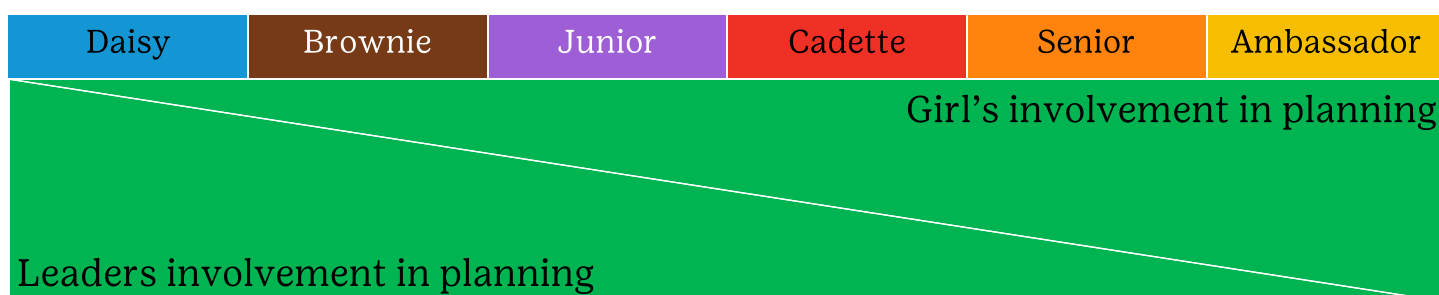 Daisy Brownie Junior Cadette Senior Ambassador
Girl’s involvement in planning
Leaders involvement in planning